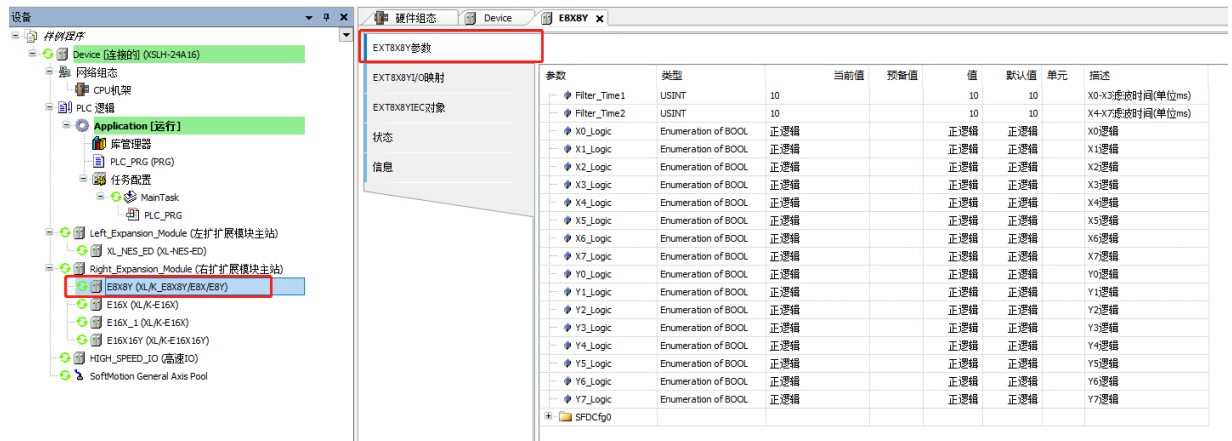 设备
样例程序
Device [连接的] (XSLH-24A16)
网络组态
CPU机架
PLC 逻辑
Application [运行]
库管理器
PLC_PRG (PRG)
任务配置
MainTask
PLC_PRG
Left_Expansion_Module (左扩扩展模块主站)
XL_NES_ED (XL-NES-ED)
Right_Expansion_Module (右扩扩展模块主站)
E8X8Y (XL/K_E8X8Y/E8X/E8Y)
E16X (XL/K-E16X)
E16X_1 (XL/K-E16X)
E16X16Y (XL/K-E16X16Y)
HIGH_SPEED_IO (高速IO)
SoftMotion General Axis Pool
硬件组态 Device E8X8Y
EXT8X8Y参数
EXT8X8YI/O映射
EXT8X8YIEC对象
状态
信息
参数 类型 当前值 预备值 值 默认值 单元 描述
Filter_Time1 USINT 10 10 10 X0-X3滤波时间(单位ms)
Filter_Time2 USINT 10 10 10 X4-X7滤波时间(单位ms)
X0_Logic Enumeration of BOOL 正逻辑 正逻辑 正逻辑 X0逻辑
X1_Logic Enumeration of BOOL 正逻辑 正逻辑 正逻辑 X1逻辑
X2_Logic Enumeration of BOOL 正逻辑 正逻辑 正逻辑 X2逻辑
X3_Logic Enumeration of BOOL 正逻辑 正逻辑 正逻辑 X3逻辑
X4_Logic Enumeration of BOOL 正逻辑 正逻辑 正逻辑 X4逻辑
X5_Logic Enumeration of BOOL 正逻辑 正逻辑 正逻辑 X5逻辑
X6_Logic Enumeration of BOOL 正逻辑 正逻辑 正逻辑 X6逻辑
X7_Logic Enumeration of BOOL 正逻辑 正逻辑 正逻辑 X7逻辑
Y0_Logic Enumeration of BOOL 正逻辑 正逻辑 正逻辑 Y0逻辑
Y1_Logic Enumeration of BOOL 正逻辑 正逻辑 正逻辑 Y1逻辑
Y2_Logic Enumeration of BOOL 正逻辑 正逻辑 正逻辑 Y2逻辑
Y3_Logic Enumeration of BOOL 正逻辑 正逻辑 正逻辑 Y3逻辑
Y4_Logic Enumeration of BOOL 正逻辑 正逻辑 正逻辑 Y4逻辑
Y5_Logic Enumeration of BOOL 正逻辑 正逻辑 正逻辑 Y5逻辑
Y6_Logic Enumeration of BOOL 正逻辑 正逻辑 正逻辑 Y6逻辑
Y7_Logic Enumeration of BOOL 正逻辑 正逻辑 正逻辑 Y7逻辑
SFDCfg0